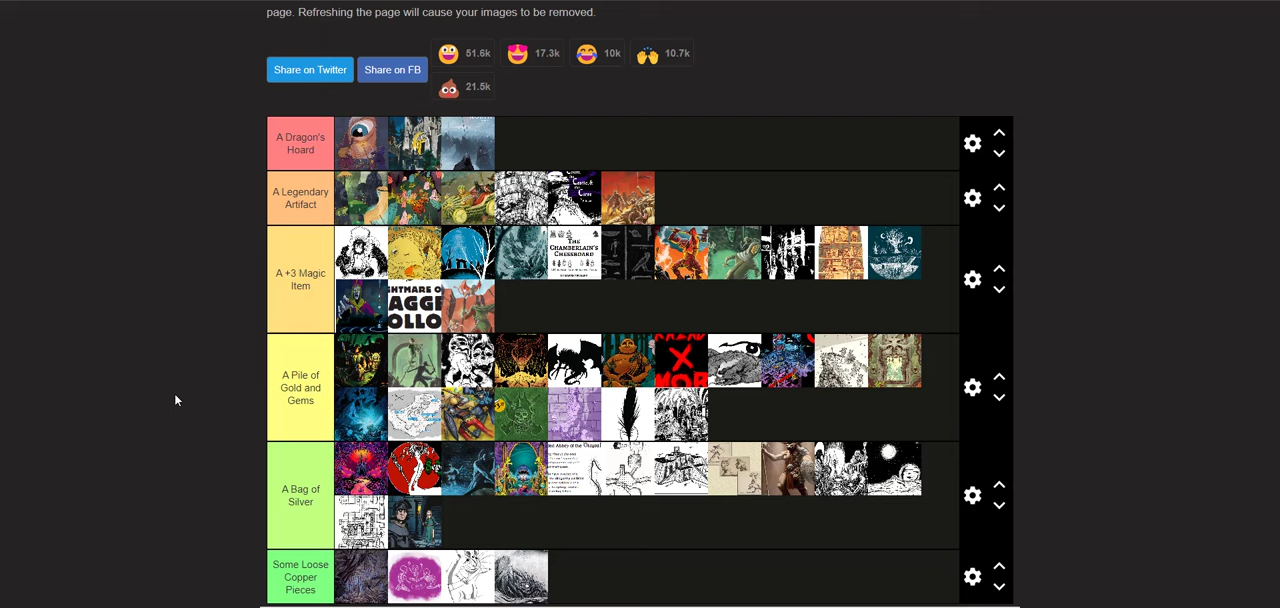 page. Refreshing the page will cause your images to be removed.
Share on Twitter
Share on FB
51.6k
17.3k
10k
10.7k
21.5k
A Dragon's
Hoard
A Legendary
Artifact
A +3 Magic
Item
THE
CHAMBERLAIN'S
CHESSBOARD
GHTMARE O
AGGE
OLLO
A Pile of
Gold and
Gems
X
A Bag of
Silver
Some Loose
Copper
Pieces